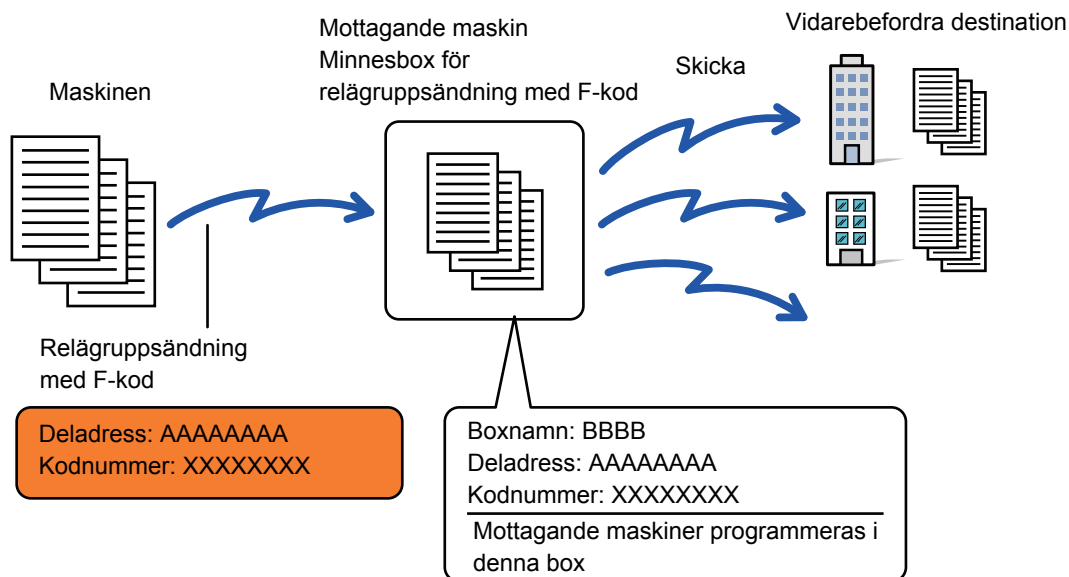 Maskinen
Mottagande maskin
Minnesbox för
relägruppsändning med F-kod
Skicka
Vidarebefordra destination
Relägruppsändning
med F-kod
Deladress: AAAAAAAA
Kodnummer: XXXXXXXX
Boxnamn: BBBB
Deladress: AAAAAAAA
Kodnummer: XXXXXXXX
Mottagande maskiner programmeras i
denna box